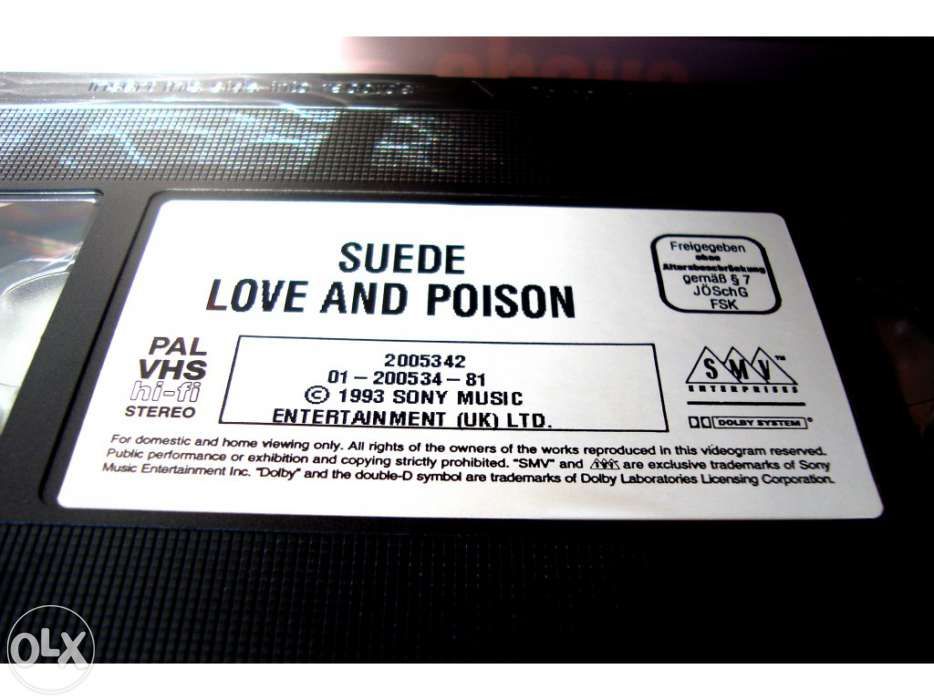 SUEDE
LOVE AND POISON
Freigegeben
ohne
Altersbeschränkung
gemäß § 7
JÖSchG
FSK
PAL
VHS
hi-fi
STEREO
2005342
01-200534-81
© 1993 SONY MUSIC
ENTERTAINMENT (UK) LTD.
SMV™
ENTERPRISES
DOLBY SYSTEM®
For domestic and home viewing only. All rights of the owners of the works reproduced in this videogram reserved.
Public performance or exhibition and copying strictly prohibited. "SMV" and are exclusive trademarks of Sony
Music Entertainment Inc. "Dolby" and the double-D symbol are trademarks of Dolby Laboratories Licensing Corporation.
OLX